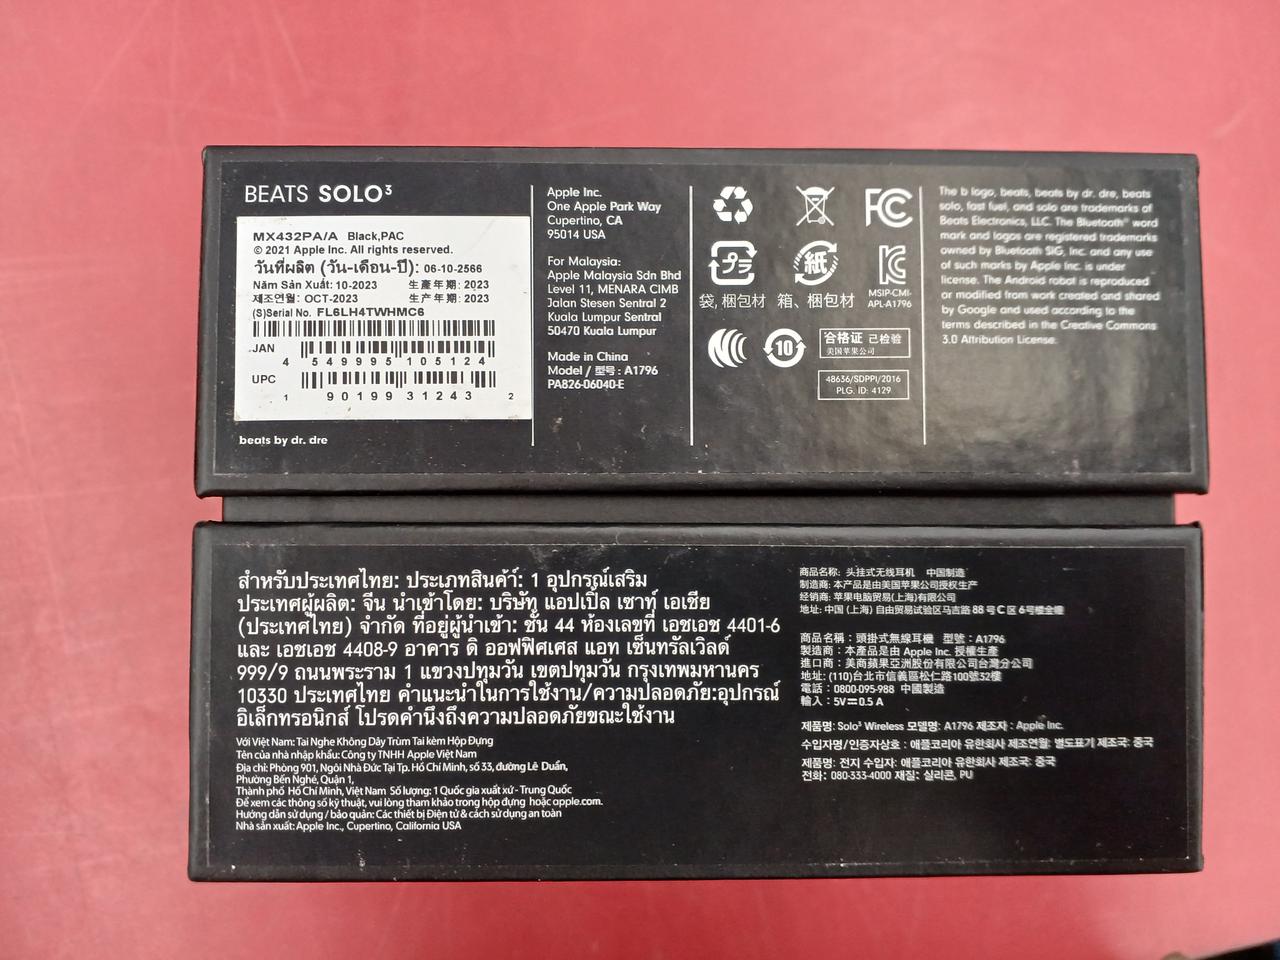 BEATS SOLO³
MX432PA/A Black,PAC
© 2021 Apple Inc. All rights reserved.
วันที่ผลิต (วัน-เดือน-ปี): 06-10-2566
Năm Sản Xuất: 10-2023 生產年期: 2023
제조연월: OCT-2023 生产年期: 2023
(S)Serial No. FL6LH4TWHMC6
JAN
4 549995 105124
UPC
1 90199 31243 2
beats by dr. dre
Apple Inc.
One Apple Park Way
Cupertino, CA
95014 USA
For Malaysia:
Apple Malaysia Sdn Bhd
Level 11, MENARA CIMB
Jalan Stesen Sentral 2
Kuala Lumpur Sentral
50470 Kuala Lumpur
Made in China
Model / 型号 : A1796
PA826-06040-E
FC
プラ
紙
袋, 梱包材 箱、梱包材
MSIP-CMI-
APL-A1796
10
合格证 己检验
美国苹果公司
48636/SDPPI/2016
PLG. ID: 4129
The b logo, beats, beats by dr. dre, beats
solo, fast fuel, and solo are trademarks of
Beats Electronics, LLC. The Bluetooth® word
mark and logos are registered trademarks
owned by Bluetooth SIG, Inc. and any use
of such marks by Apple Inc. is under
license. The Android robot is reproduced
or modified from work created and shared
by Google and used according to the
terms described in the Creative Commons
3.0 Attribution License.
สำหรับประเทศไทย: ประเภทสินค้า: 1 อุปกรณ์เสริม
ประเทศผู้ผลิต: จีน นำเข้าโดย: บริษัท แอปเปิ้ล เซาท์ เอเชีย
(ประเทศไทย) จำกัด ที่อยู่ผู้นำเข้า: ชั้น 44 ห้องเลขที่ เอชเอช 4401-6
และ เอชเอช 4408-9 อาคาร ดิ ออฟฟิศเศส แอท เซ็นทรัลเวิลด์
999/9 ถนนพระราม 1 แขวงปทุมวัน เขตปทุมวัน กรุงเทพมหานคร
10330 ประเทศไทย คำแนะนำในการใช้งาน/ความปลอดภัย:อุปกรณ์
อิเล็กทรอนิกส์ โปรดคำนึงถึงความปลอดภัยขณะใช้งาน
Với Việt Nam: Tai Nghe Không Dây Trùm Tai kèm Hộp Đựng
Tên của nhà nhập khẩu: Công ty TNHH Apple Việt Nam
Địa chỉ: Phòng 901, Ngôi Nhà Đức Tại Tp. Hồ Chí Minh, số 33, đường Lê Duẩn,
Phường Bến Nghé, Quận 1,
Thành phố Hồ Chí Minh, Việt Nam Số lượng: 1 Quốc gia xuất xứ - Trung Quốc
Để xem các thông số kỹ thuật, vui lòng tham khảo trong hộp đựng hoặc apple.com.
Hướng dẫn sử dụng / bảo quản: Các thiết bị Điện tử & cách sử dụng an toàn
Nhà sản xuất: Apple Inc., Cupertino, California USA
商品名称: 头挂式无线耳机 中国制造
制造商: 本产品是由美国苹果公司授权生产
经销商: 苹果电脑贸易(上海)有限公司
地址: 中国 (上海) 自由贸易试验区马吉路 88 号 C 区 6号楼全幢
商品名稱 : 頭掛式無線耳機 型號 : A1796
製造商 : 本產品是由 Apple Inc. 授權生產
進口商 : 美商蘋果亞洲股份有限公司台灣分公司
地址: (110)台北市信義區松仁路100號32樓
電話 : 0800-095-988 中國製造
輸入 : 5V⎓0.5 A
제품명: Solo³ Wireless 모델명: A1796 제조자 : Apple Inc.
수입자명/인증자상호 : 애플코리아 유한회사 제조연월: 별도표기 제조국: 중국
제품명: 전지 수입자: 애플코리아 유한회사 제조국: 중국
전화: 080-333-4000 재질: 실리콘, PU